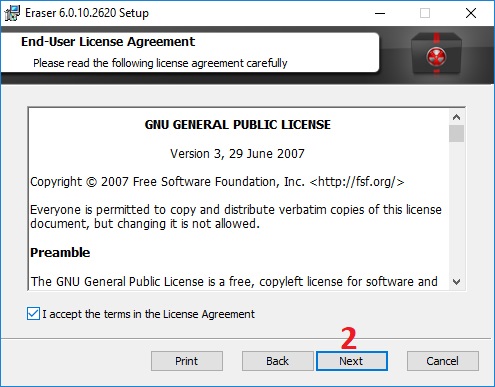 Eraser 6.0.10.2620 Setup
End-User License Agreement
Please read the following license agreement carefully
GNU GENERAL PUBLIC LICENSE
Version 3, 29 June 2007
Copyright © 2007 Free Software Foundation, Inc. <http://fsf.org/>
Everyone is permitted to copy and distribute verbatim copies of this license
document, but changing it is not allowed.
Preamble
The GNU General Public License is a free, copyleft license for software and
I accept the terms in the License Agreement
2
Print Back Next Cancel